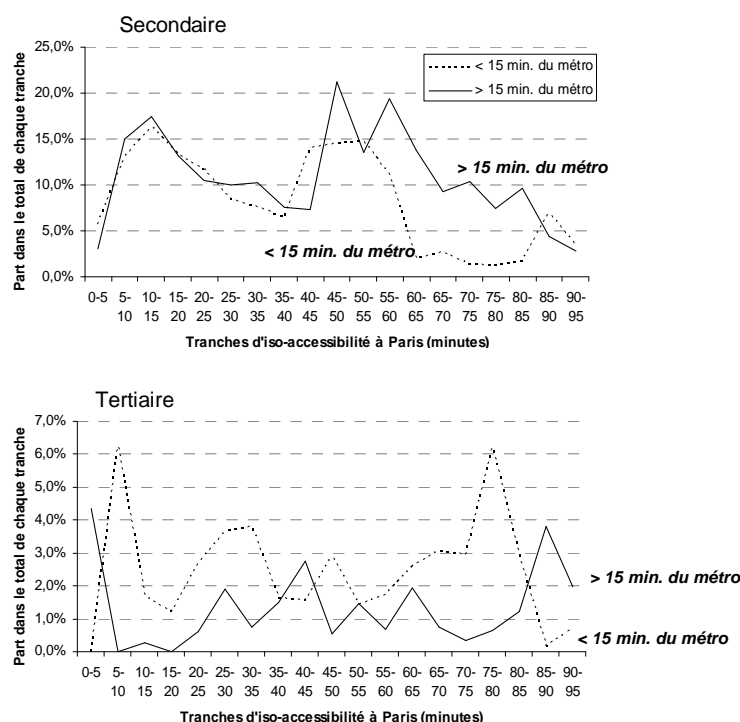 Secondaire
25,0%
20,0%
15,0%
10,0%
5,0%
0,0%
Part dans le total de chaque tranche
< 15 min. du métro
> 15 min. du métro
> 15 min. du métro
< 15 min. du métro
0-5 5- 10- 15- 20- 25- 30- 35- 40- 45- 50- 55- 60- 65- 70- 75- 80- 85- 90-
10 15 20 25 30 35 40 45 50 55 60 65 70 75 80 85 90 95
Tranches d'iso-accessibilité à Paris (minutes)
Tertiaire
7,0%
6,0%
5,0%
4,0%
3,0%
2,0%
1,0%
0,0%
Part dans le total de chaque tranche
> 15 min. du métro
< 15 min. du métro
0-5 5- 10- 15- 20- 25- 30- 35- 40- 45- 50- 55- 60- 65- 70- 75- 80- 85- 90-
10 15 20 25 30 35 40 45 50 55 60 65 70 75 80 85 90 95
Tranches d'iso-accessibilité à Paris (minutes)